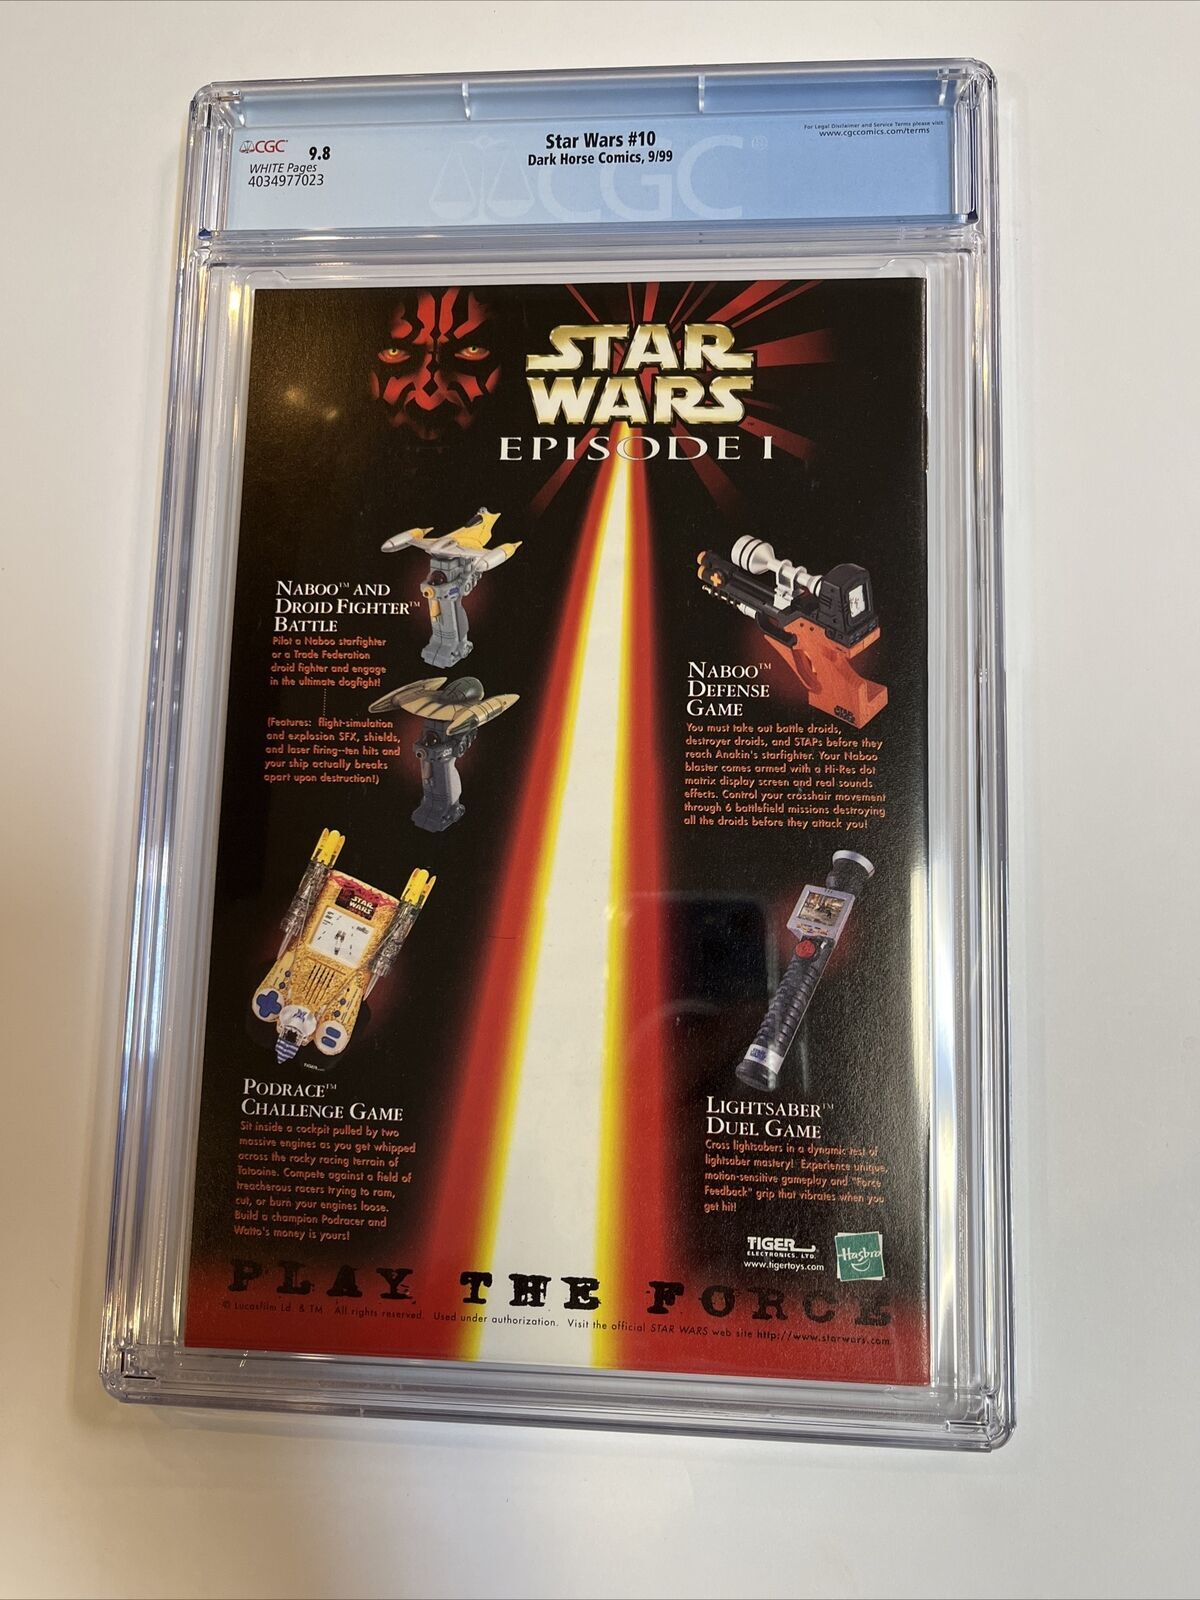 CGC
9.8
WHITE Pages
4034977023
Star Wars #10
Dark Horse Comics, 9/99
For Legal Disclaimer and Service Terms please visit
www.cgccomics.com/terms
CGC
STAR
WARS
EPISODE I
NABOO™ AND
DROID FIGHTER™
BATTLE
Pilot a Naboo starfighter
or a Trade Federation
droid fighter and engage
in the ultimate dogfight!
(Features: flight-simulation
and explosion SFX, shields,
and laser firing--ten hits and
your ship actually breaks
apart upon destruction!)
NABOO™
DEFENSE
GAME
You must take out battle droids,
destroyer droids, and STAPs before they
reach Anakin's starfighter. Your Naboo
blaster comes armed with a Hi-Res dot
matrix display screen and real sounds
effects. Control your crosshair movement
through 6 battlefield missions destroying
all the droids before they attack you!
STAR
WARS
PODRACE™
CHALLENGE GAME
Sit inside a cockpit pulled by two
massive engines as you get whipped
across the rocky racing terrain of
Tatooine. Compete against a field of
treacherous racers trying to ram,
cut, or burn your engines loose.
Build a champion Podracer and
Watto's money is yours!
LIGHTSABER™
DUEL GAME
Cross lightsabers in a dynamic test of
lightsaber mastery! Experience unique,
motion-sensitive gameplay and "Force
Feedback" grip that vibrates when you
get hit!
TIGER
ELECTRONICS, LTD.
www.tigertoys.com
Hasbro
PLAY THE FORCE
© Lucasfilm Ld. & TM. All rights reserved. Used under authorization. Visit the official STAR WARS web site http://www.starwars.com